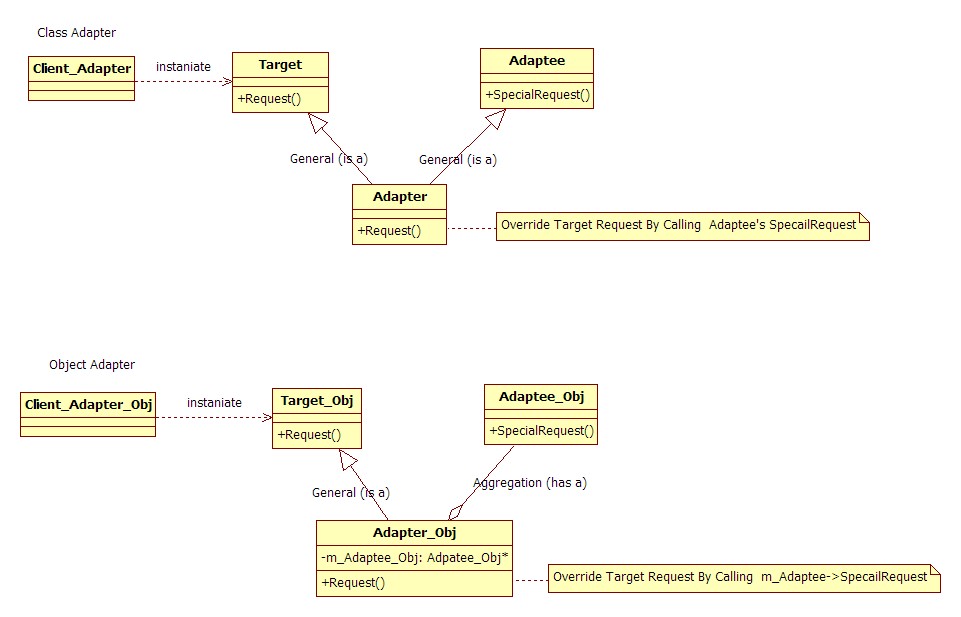 Class Adapter
Client_Adapter
instaniate
Target
+Request()
Adaptee
+SpecialRequest()
General (is a)
General (is a)
Adapter
+Request()
Override Target Request By Calling  Adaptee's SpecailRequest
Object Adapter
Client_Adapter_Obj
instaniate
Target_Obj
+Request()
Adaptee_Obj
+SpecialRequest()
General (is a)
Aggregation (has a)
Adapter_Obj
-m_Adaptee_Obj: Adpatee_Obj*
+Request()
Override Target Request By Calling  m_Adaptee->SpecailRequest